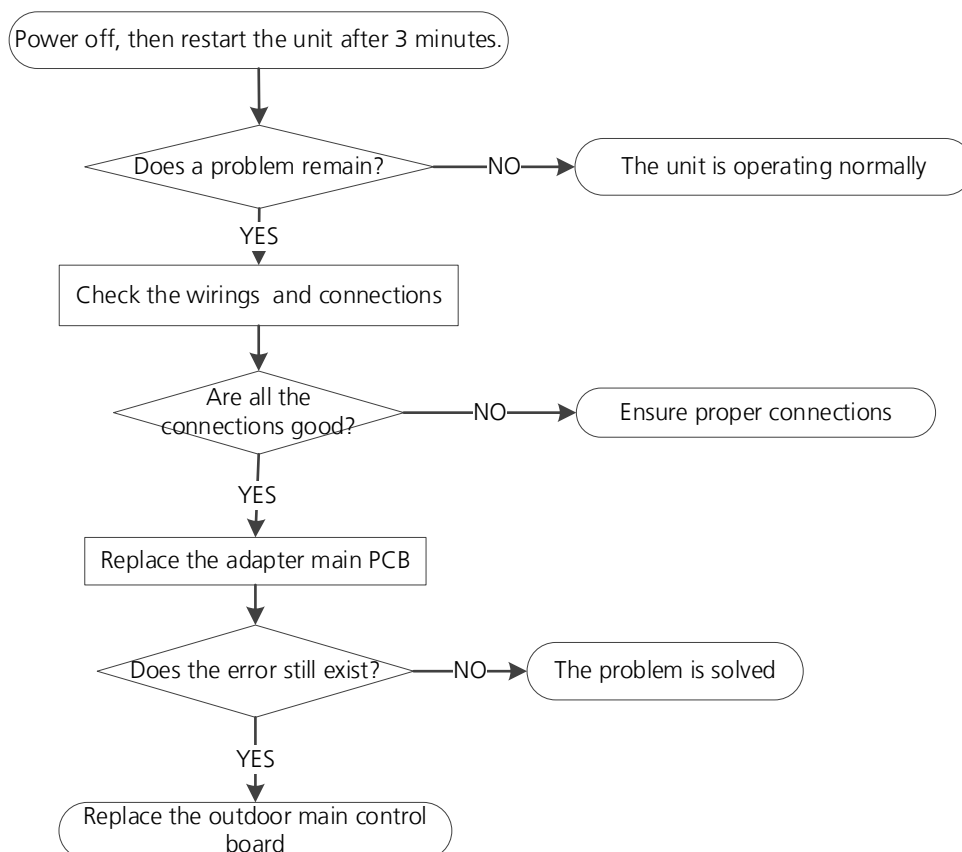 Power off, then restart the unit after 3 minutes.
Does a problem remain?
NO
The unit is operating normally
YES
Check the wirings and connections
Are all the
connections good?
NO
Ensure proper connections
YES
Replace the adapter main PCB
Does the error still exist?
NO
The problem is solved
YES
Replace the outdoor main control
board